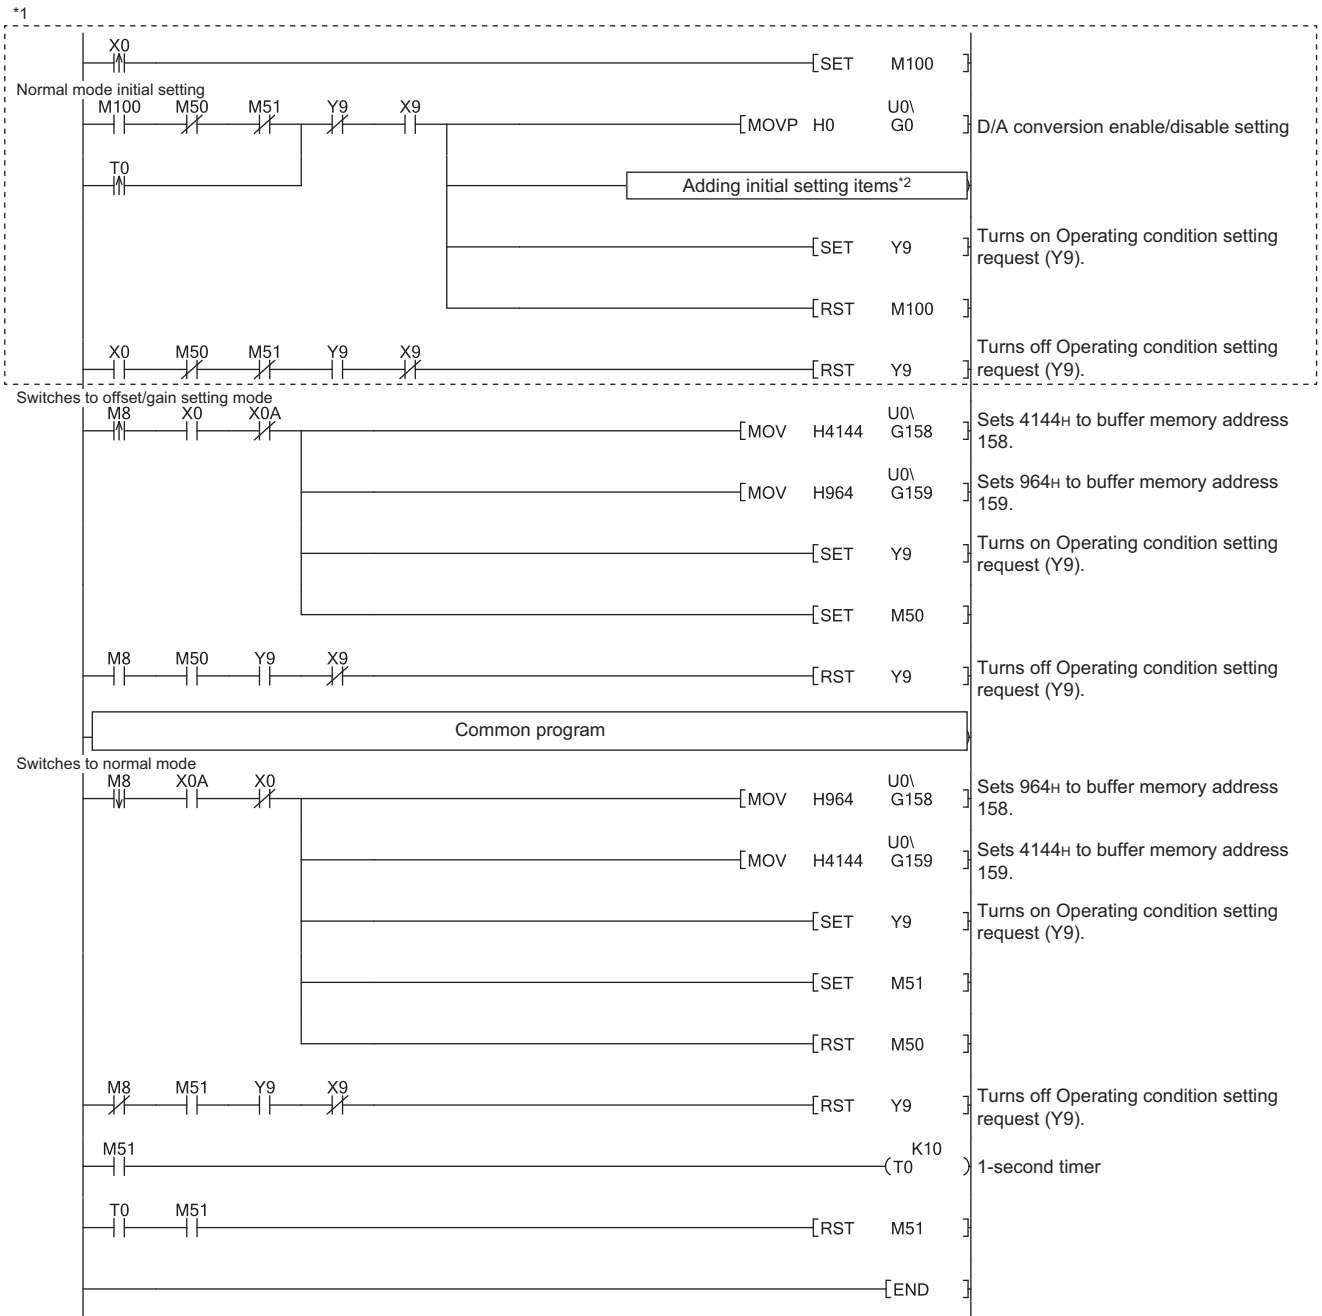 *1
X0
[SET M100 ]
Normal mode initial setting
M100 M50 M51 Y9 X9 U0\
[MOVP H0 G0 ] D/A conversion enable/disable setting
T0
Adding initial setting items*2
[SET Y9 ] Turns on Operating condition setting
request (Y9).
[RST M100 ]
X0 M50 M51 Y9 X9 Turns off Operating condition setting
[RST Y9 ] request (Y9).
Switches to offset/gain setting mode
M8 X0 X0A U0\ Sets 4144H to buffer memory address
[MOV H4144 G158 ] 158.
U0\ Sets 964H to buffer memory address
[MOV H964 G159 ] 159.
Turns on Operating condition setting
[SET Y9 ] request (Y9).
[SET M50 ]
M8 M50 Y9 X9 Turns off Operating condition setting
[RST Y9 ] request (Y9).
Common program
Switches to normal mode
M8 X0A X0 U0\ Sets 964H to buffer memory address
[MOV H964 G158 ] 158.
U0\ Sets 4144H to buffer memory address
[MOV H4144 G159 ] 159.
Turns on Operating condition setting
[SET Y9 ] request (Y9).
[SET M51 ]
[RST M50 ]
M8 M51 Y9 X9 Turns off Operating condition setting
[RST Y9 ] request (Y9).
M51 K10
(T0 ) 1-second timer
T0 M51
[RST M51 ]
[END ]